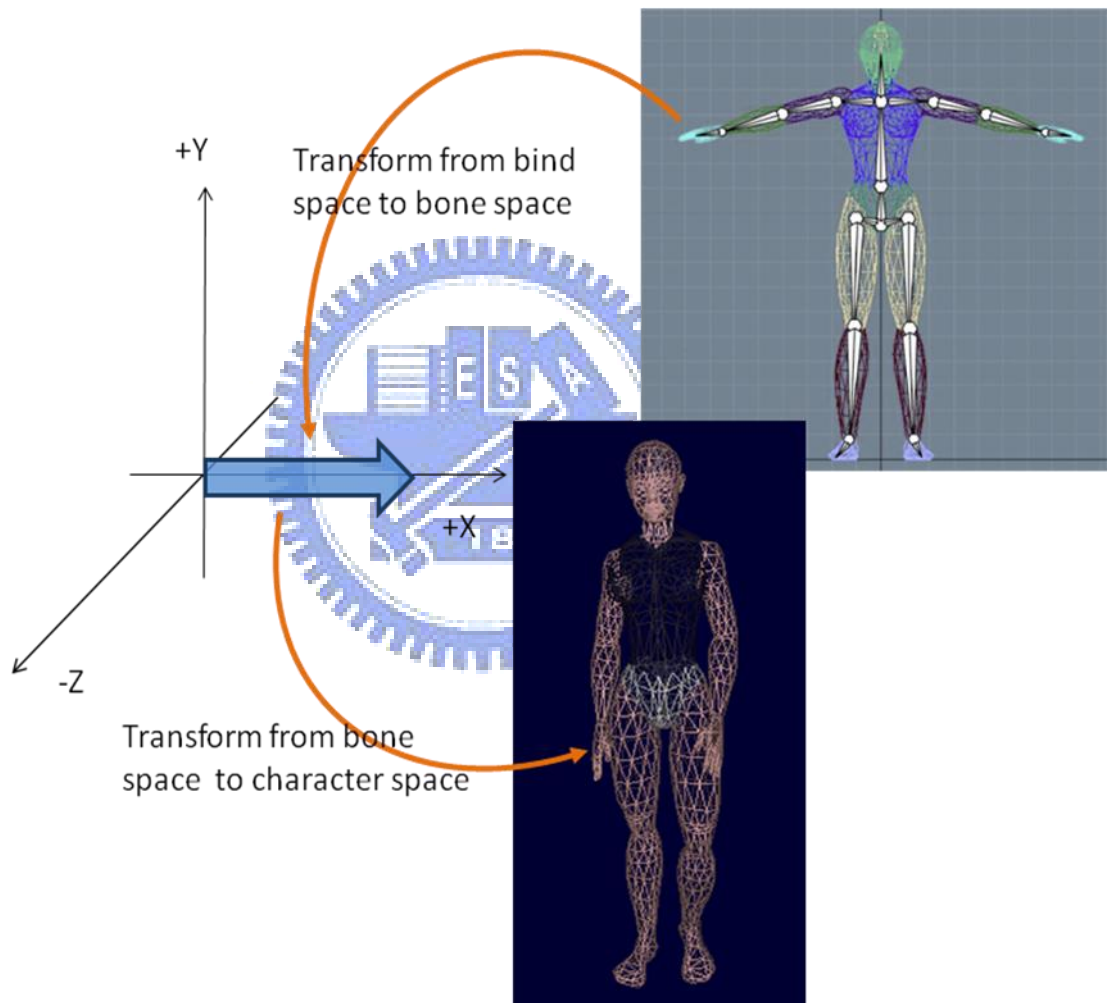 +Y
Transform from bind
space to bone space
E S A
+X
-Z
Transform from bone
space to character space